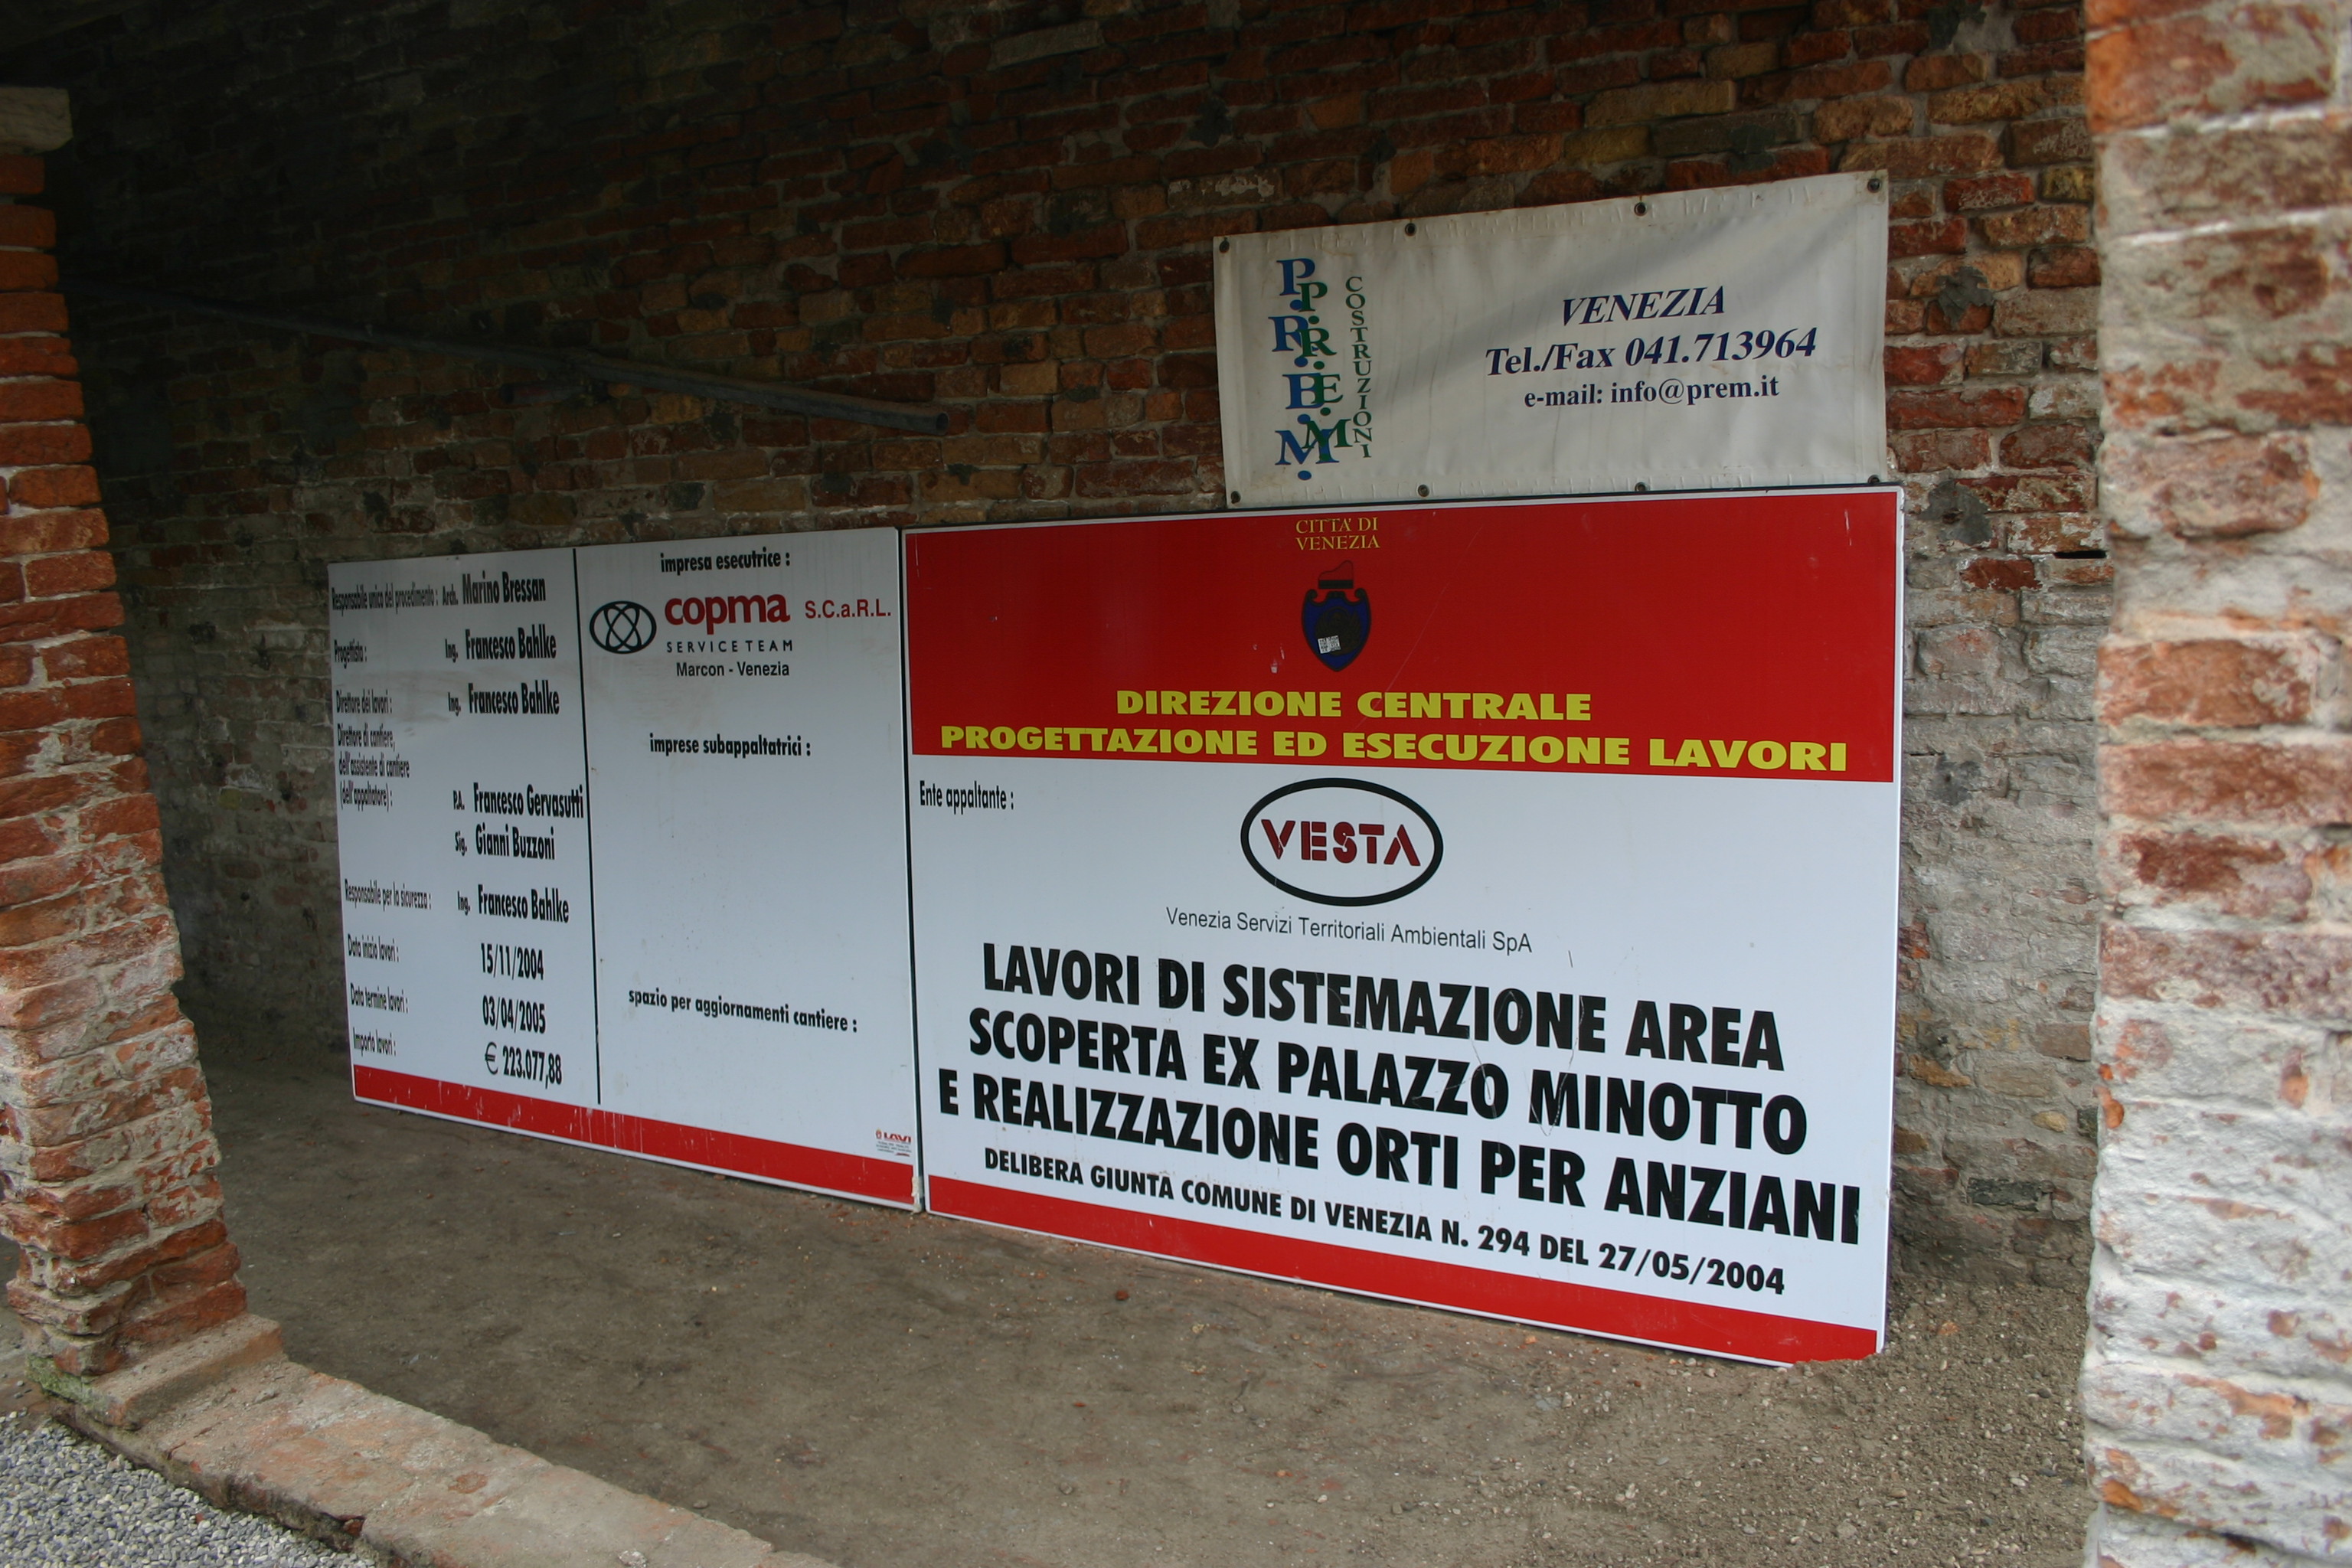 P.R.E.M.
P.R.E.M.
COSTRUZIONI
VENEZIA
Tel./Fax 041.713964
e-mail: info@prem.it
Responsabile unico del procedimento : Arch. Marino Bressan
Progettista : Ing. Francesco Bahlke
Direttore dei lavori : Ing. Francesco Bahlke
Direttore di cantiere,
dell'assistente di cantiere
(dell'appaltatore) : P.A. Francesco Gervasutti
Sig. Gianni Buzzoni
Responsabile per la sicurezza : Ing. Francesco Bahlke
Data inizio lavori : 15/11/2004
Data termine lavori : 03/04/2005
Importo lavori : € 223.077,88
impresa esecutrice :
copma S.C.a.R.L.
SERVICE TEAM
Marcon - Venezia
imprese subappaltatrici :
spazio per aggiornamenti cantiere :
LAVI
CITTA' DI
VENEZIA
DIREZIONE CENTRALE
PROGETTAZIONE ED ESECUZIONE LAVORI
Ente appaltante :
VESTA
Venezia Servizi Territoriali Ambientali SpA
LAVORI DI SISTEMAZIONE AREA
SCOPERTA EX PALAZZO MINOTTO
E REALIZZAZIONE ORTI PER ANZIANI
DELIBERA GIUNTA COMUNE DI VENEZIA N. 294 DEL 27/05/2004